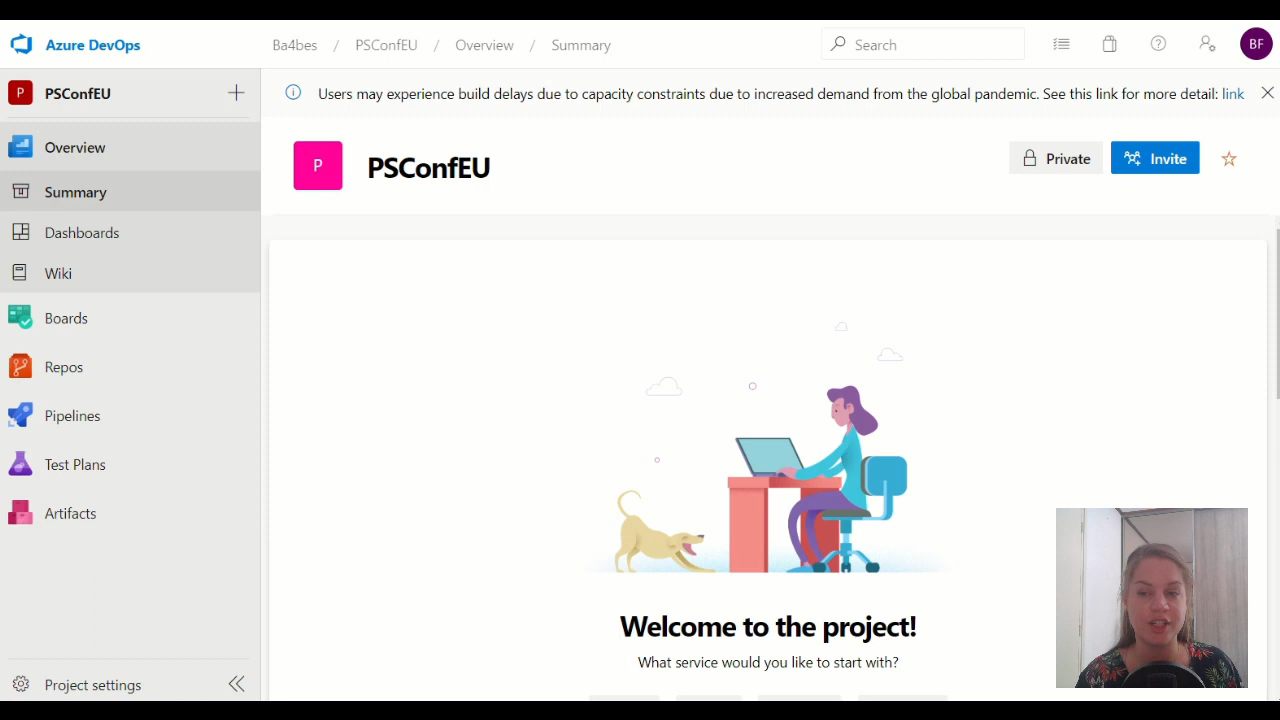 Azure DevOps
Ba4bes / PSConfEU / Overview / Summary
Search
BF
P PSConfEU
Users may experience build delays due to capacity constraints due to increased demand from the global pandemic. See this link for more detail: link
Overview
Summary
Dashboards
Wiki
Boards
Repos
Pipelines
Test Plans
Artifacts
Project settings
P
PSConfEU
Private
Invite
Welcome to the project!
What service would you like to start with?